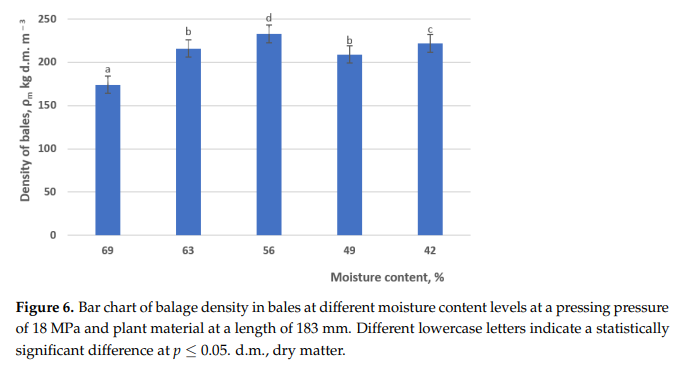 250
200
150
100
50
0
Density of bales, ρm kg d.m. m⁻³
a
b
d
b
c
69 63 56 49 42
Moisture content, %
Figure 6. Bar chart of balage density in bales at different moisture content levels at a pressing pressure
of 18 MPa and plant material at a length of 183 mm. Different lowercase letters indicate a statistically
significant difference at p ≤ 0.05. d.m., dry matter.